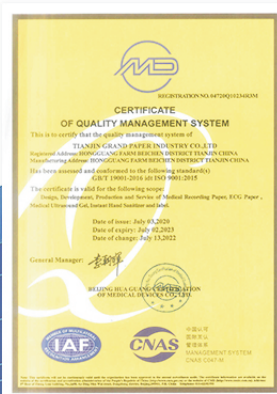 MD
REGISTRATION NO. 04720Q10234R3M
CERTIFICATE
OF QUALITY MANAGEMENT SYSTEM
This is to certify that the quality management system of
TIANJIN GRAND PAPER INDUSTRY CO.,LTD
Registered Address: HONGGUANG FARM BEICHEN DISTRICT TIANJIN CHINA
Manufacturing Address: HONGGUANG FARM BEICHEN DISTRICT TIANJIN CHINA
Has been assessed and conformed to the following standard(s)
GB/T 19001-2016 idt ISO 9001:2015
The certificate is valid for the following scope:
Design, Development, Production and Service of Medical Recording Paper, ECG Paper ,
Medical Ultrasound Gel, Instant Hand Sanitizer and label.
Date of issue: July 03,2020
Date of expiry: July 02,2023
Date of change: July 13,2022
General Manager:
BEIJING HUA GUANG CERTIFICATION
OF MEDICAL DEVICES CO.,LTD.
IAF
CNAS
中国认可
国际互认
管理体系
MANAGEMENT SYSTEM
CNAS C047-M